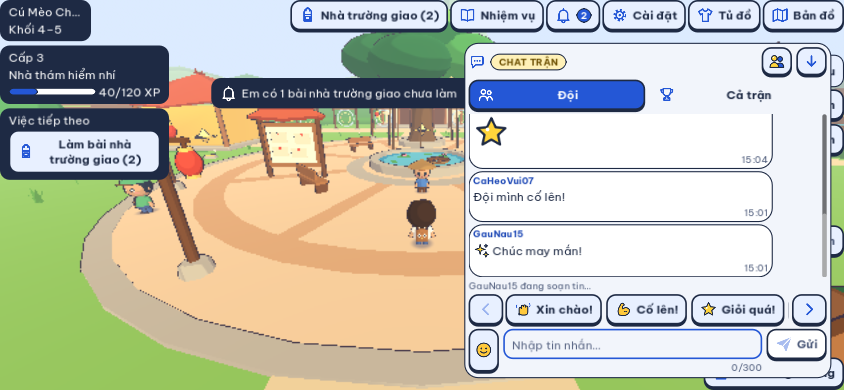 Cú Mèo Ch...
Khối 4–5
Nhà trường giao (2)
Nhiệm vụ
2
Cài đặt
Tủ đồ
Bản đồ
Cấp 3
Nhà thám hiểm nhí
40/120 XP
Việc tiếp theo
Làm bài nhà
trường giao (2)
Em có 1 bài nhà trường giao chưa làm
CHAT TRẬN
Đội
Cả trận
15:04
CaHeoVui07
Đội mình cố lên!
15:01
GauNau15
Chúc may mắn!
15:01
GauNau15 đang soạn tin...
Xin chào!
Cố lên!
Giỏi quá!
Nhập tin nhắn...
Gửi
0/300